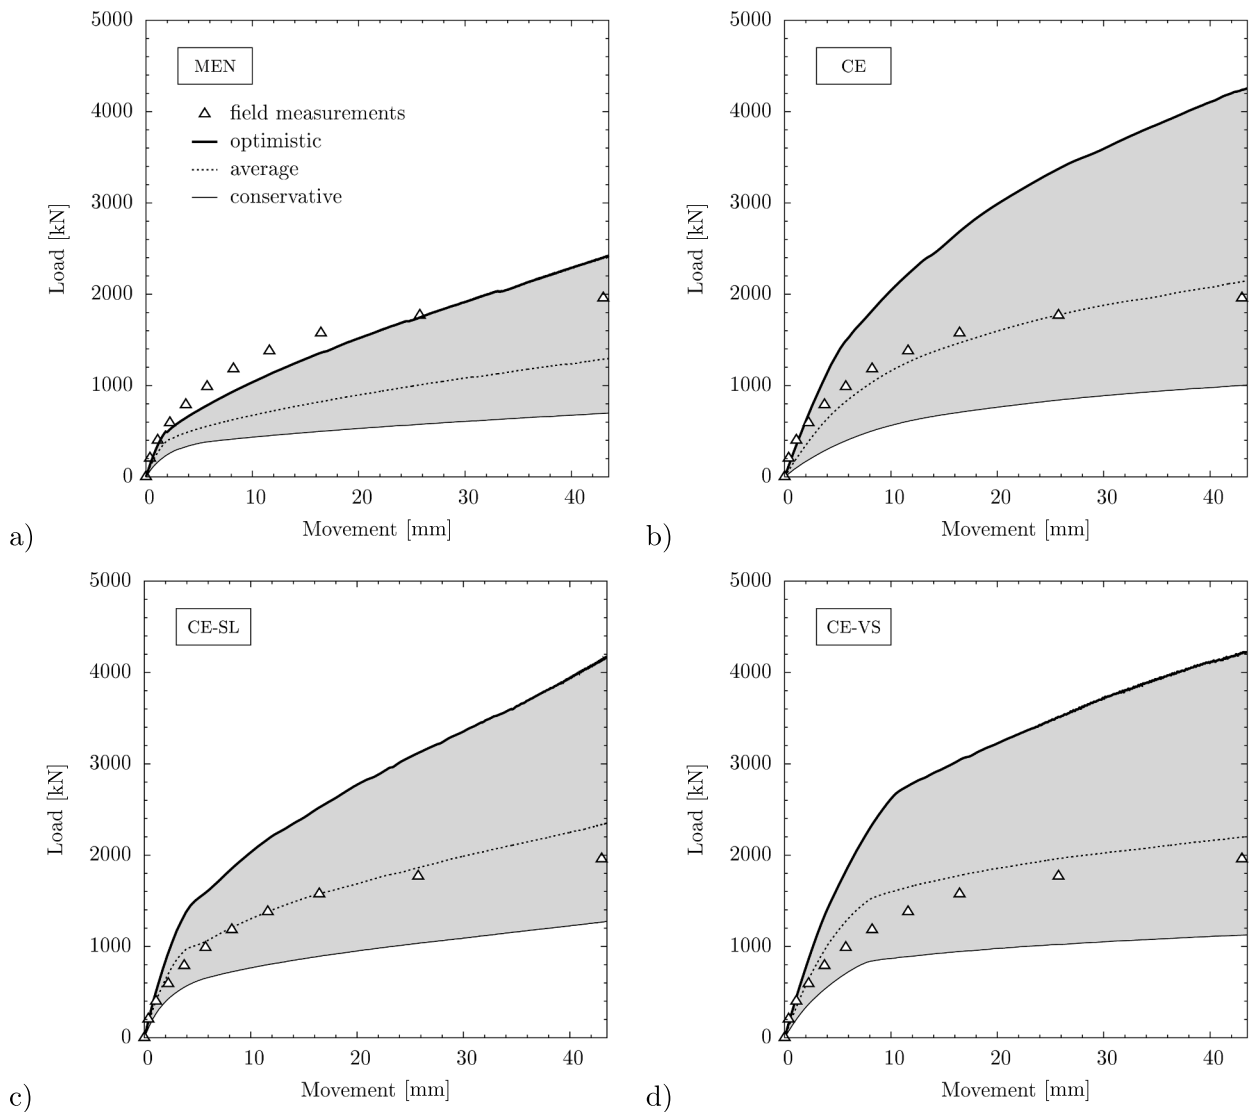 5000
4000
3000
2000
1000
0
Load [kN]
MEN
field measurements
optimistic
average
conservative
0 10 20 30 40
Movement [mm]
a)
5000
4000
3000
2000
1000
0
Load [kN]
CE
0 10 20 30 40
Movement [mm]
b)
5000
4000
3000
2000
1000
0
Load [kN]
CE-SL
0 10 20 30 40
Movement [mm]
c)
5000
4000
3000
2000
1000
0
Load [kN]
CE-VS
0 10 20 30 40
Movement [mm]
d)